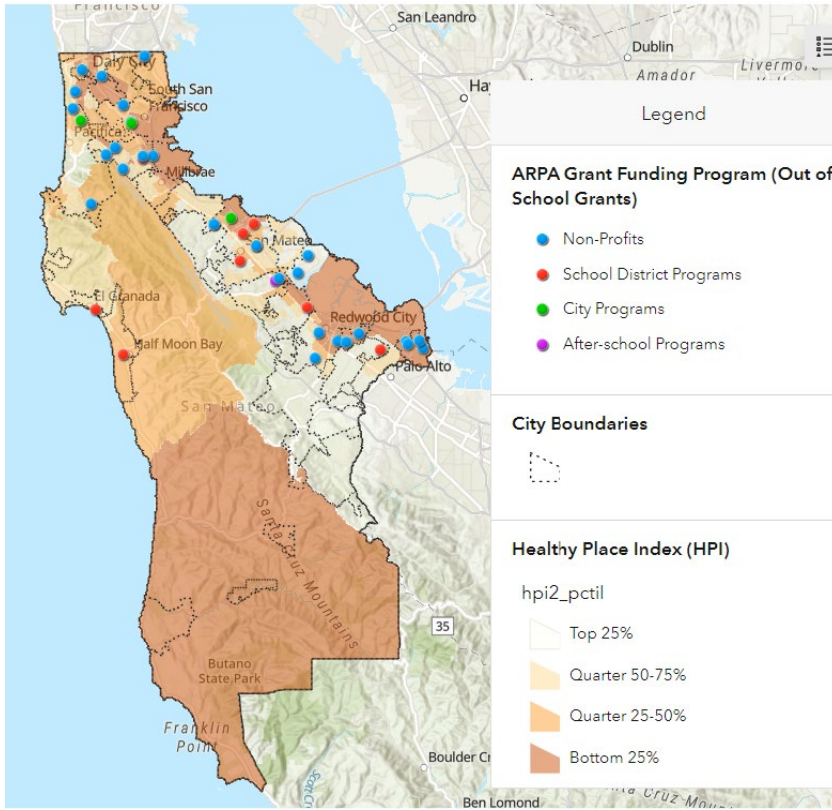 Francisco
San Leandro
Daly City
Dublin
Amador
Livermore
South San
Francisco
Pacifica
Millbrae
San Mateo
El Granada
Redwood City
Half Moon Bay
Palo Alto
San Mateo
Santa Cruz Mountains
35
Butano
State Park
Franklin
Point
Boulder Cr
Ben Lomond
Legend
ARPA Grant Funding Program (Out of
School Grants)
Non-Profits
School District Programs
City Programs
After-school Programs
City Boundaries
Healthy Place Index (HPI)
hpi2_pctil
Top 25%
Quarter 50-75%
Quarter 25-50%
Bottom 25%